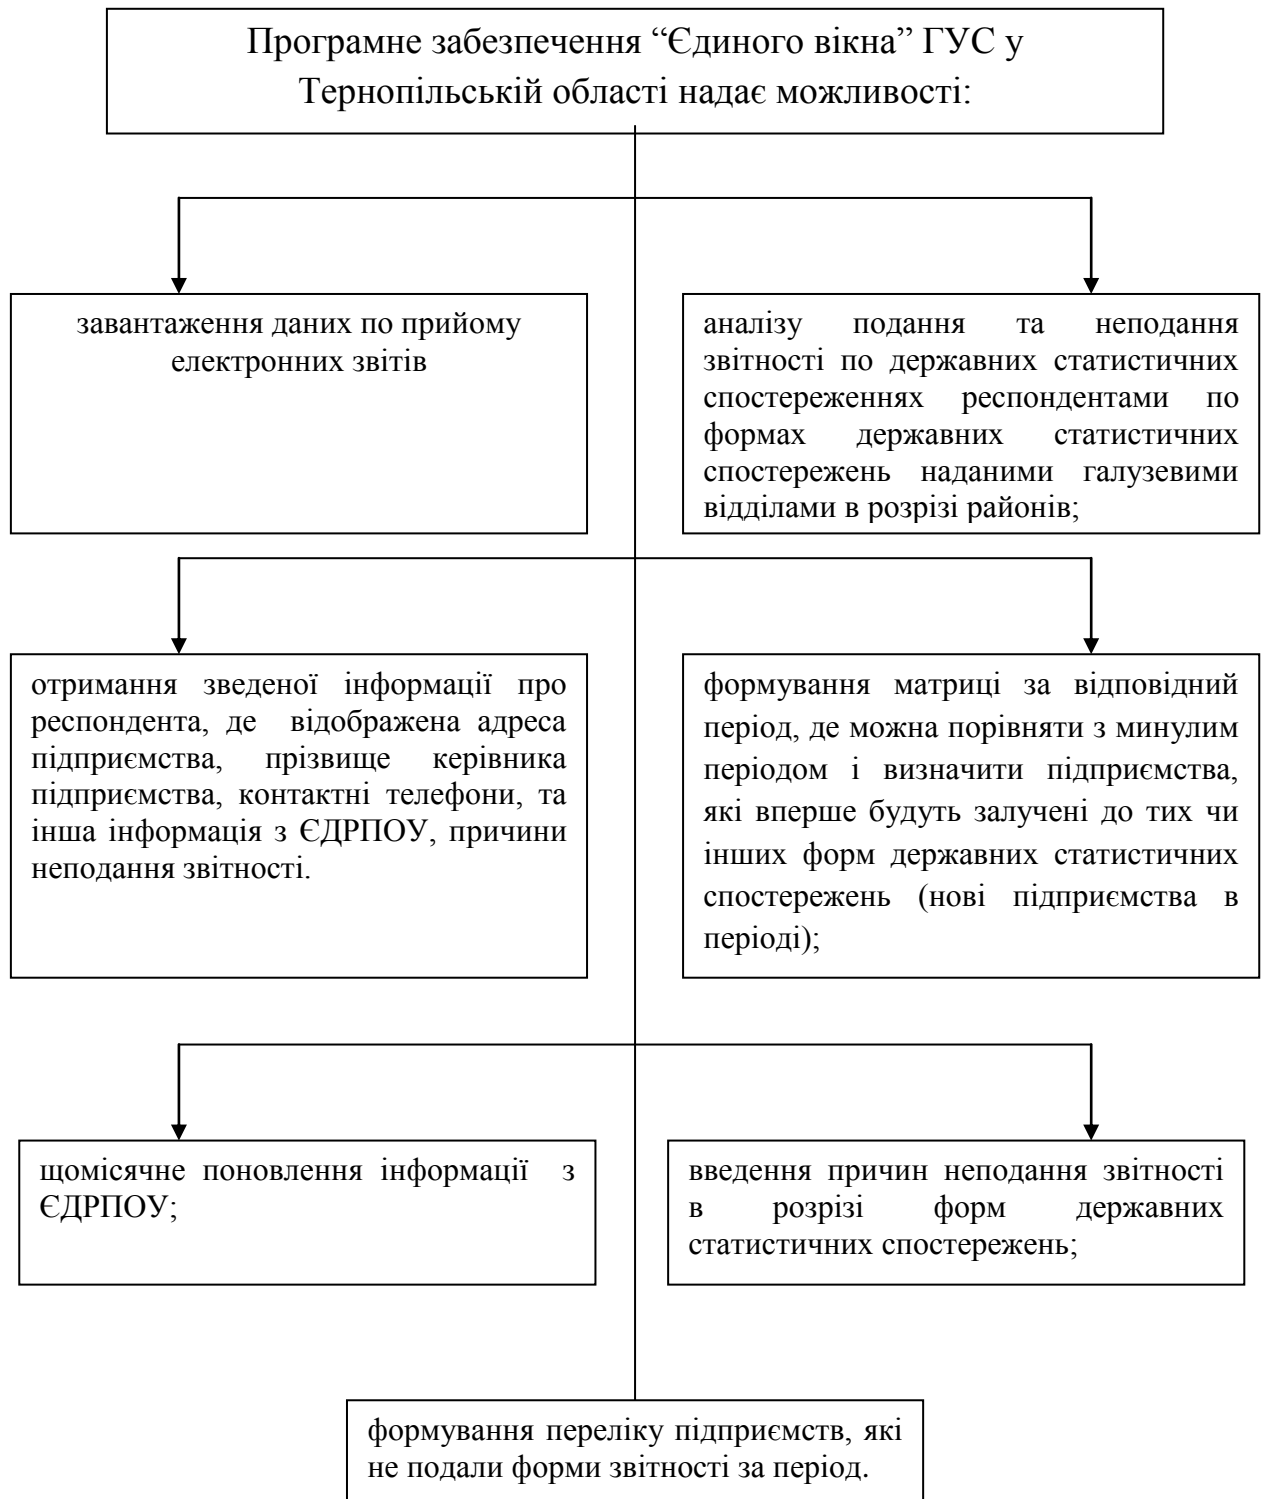 Програмне забезпечення “Єдиного вікна” ГУС у
Тернопільській області надає можливості:
завантаження даних по прийому
електронних звітів
аналізу подання та неподання
звітності по державних статистичних
спостереженнях респондентами по
формах державних статистичних
спостережень наданими галузевими
відділами в розрізі районів;
отримання зведеної інформації про
респондента, де відображена адреса
підприємства, прізвище керівника
підприємства, контактні телефони, та
інша інформація з ЄДРПОУ, причини
неподання звітності.
формування матриці за відповідний
період, де можна порівняти з минулим
періодом і визначити підприємства,
які вперше будуть залучені до тих чи
інших форм державних статистичних
спостережень (нові підприємства в
періоді);
щомісячне поновлення інформації з
ЄДРПОУ;
введення причин неподання звітності
в розрізі форм державних
статистичних спостережень;
формування переліку підприємств, які
не подали форми звітності за період.